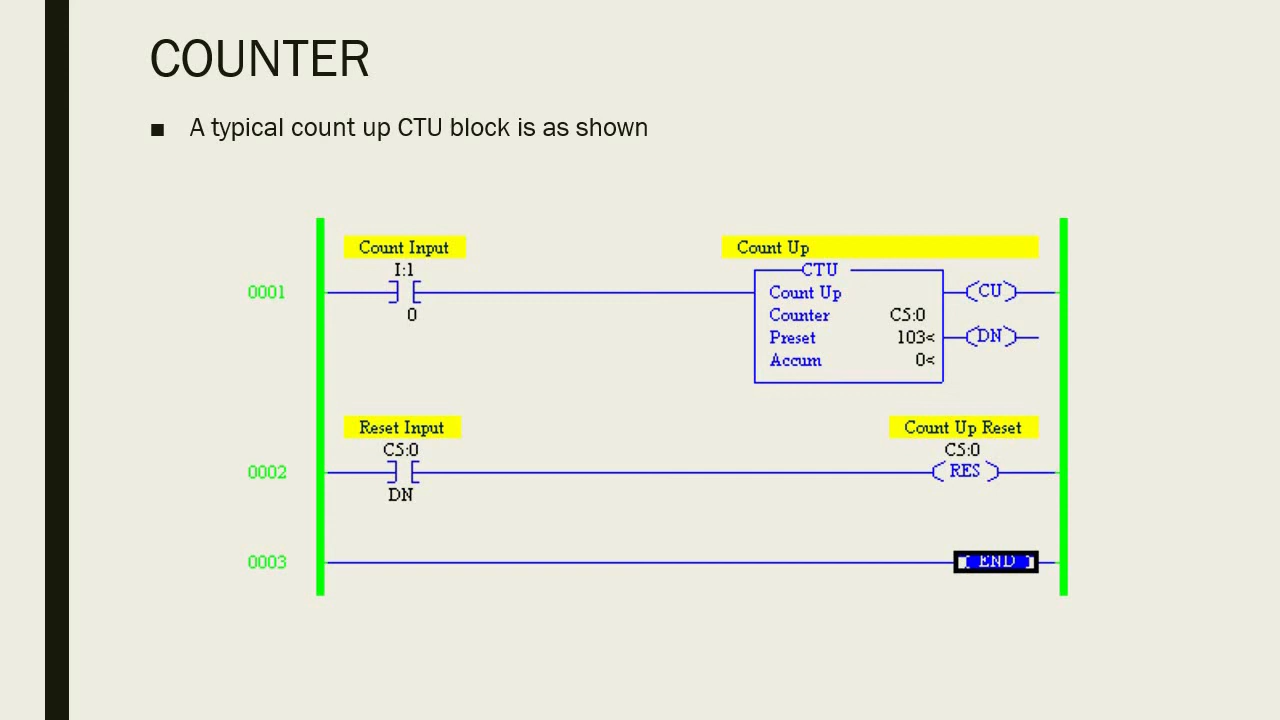 COUNTER
■ A typical count up CTU block is as shown
Count Input Count Up
I:1 CTU
0001 Count Up CU
0 Counter C5:0
Preset 103< DN
Accum 0<
Reset Input Count Up Reset
C5:0 C5:0
0002 RES
DN
0003 END